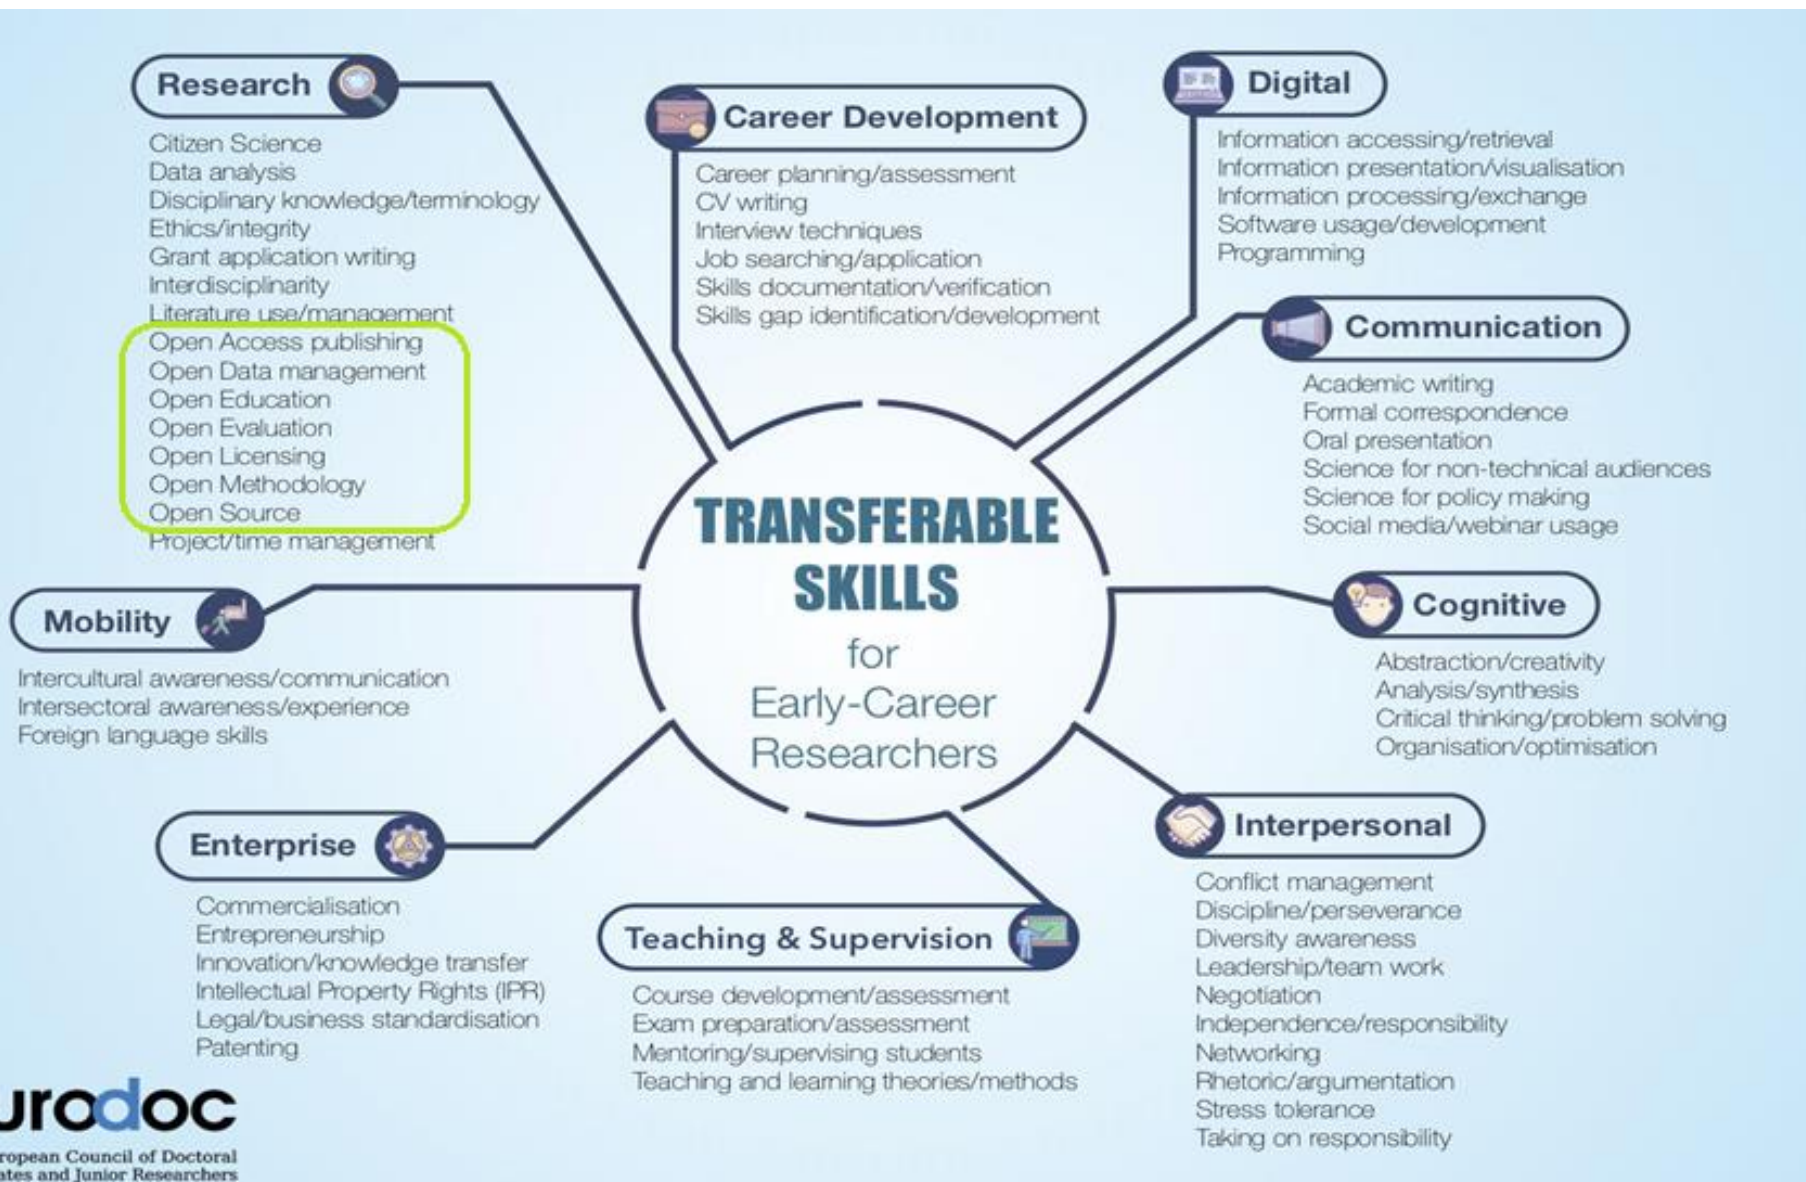 Research
Citizen Science
Data analysis
Disciplinary knowledge/terminology
Ethics/integrity
Grant application writing
Interdisciplinarity
Literature use/management
Open Access publishing
Open Data management
Open Education
Open Evaluation
Open Licensing
Open Methodology
Open Source
Project/time management
Career Development
Career planning/assessment
CV writing
Interview techniques
Job searching/application
Skills documentation/verification
Skills gap identification/development
Digital
Information accessing/retrieval
Information presentation/visualisation
Information processing/exchange
Software usage/development
Programming
Communication
Academic writing
Formal correspondence
Oral presentation
Science for non-technical audiences
Science for policy making
Social media/webinar usage
TRANSFERABLE
SKILLS
for
Early-Career
Researchers
Mobility
Intercultural awareness/communication
Intersectoral awareness/experience
Foreign language skills
Cognitive
Abstraction/creativity
Analysis/synthesis
Critical thinking/problem solving
Organisation/optimisation
Enterprise
Commercialisation
Entrepreneurship
Innovation/knowledge transfer
Intellectual Property Rights (IPR)
Legal/business standardisation
Patenting
Teaching & Supervision
Course development/assessment
Exam preparation/assessment
Mentoring/supervising students
Teaching and learning theories/methods
Interpersonal
Conflict management
Discipline/perseverance
Diversity awareness
Leadership/team work
Negotiation
Independence/responsibility
Networking
Rhetoric/argumentation
Stress tolerance
Taking on responsibility
urodoc
ropean Council of Doctoral
ates and Junior Researchers